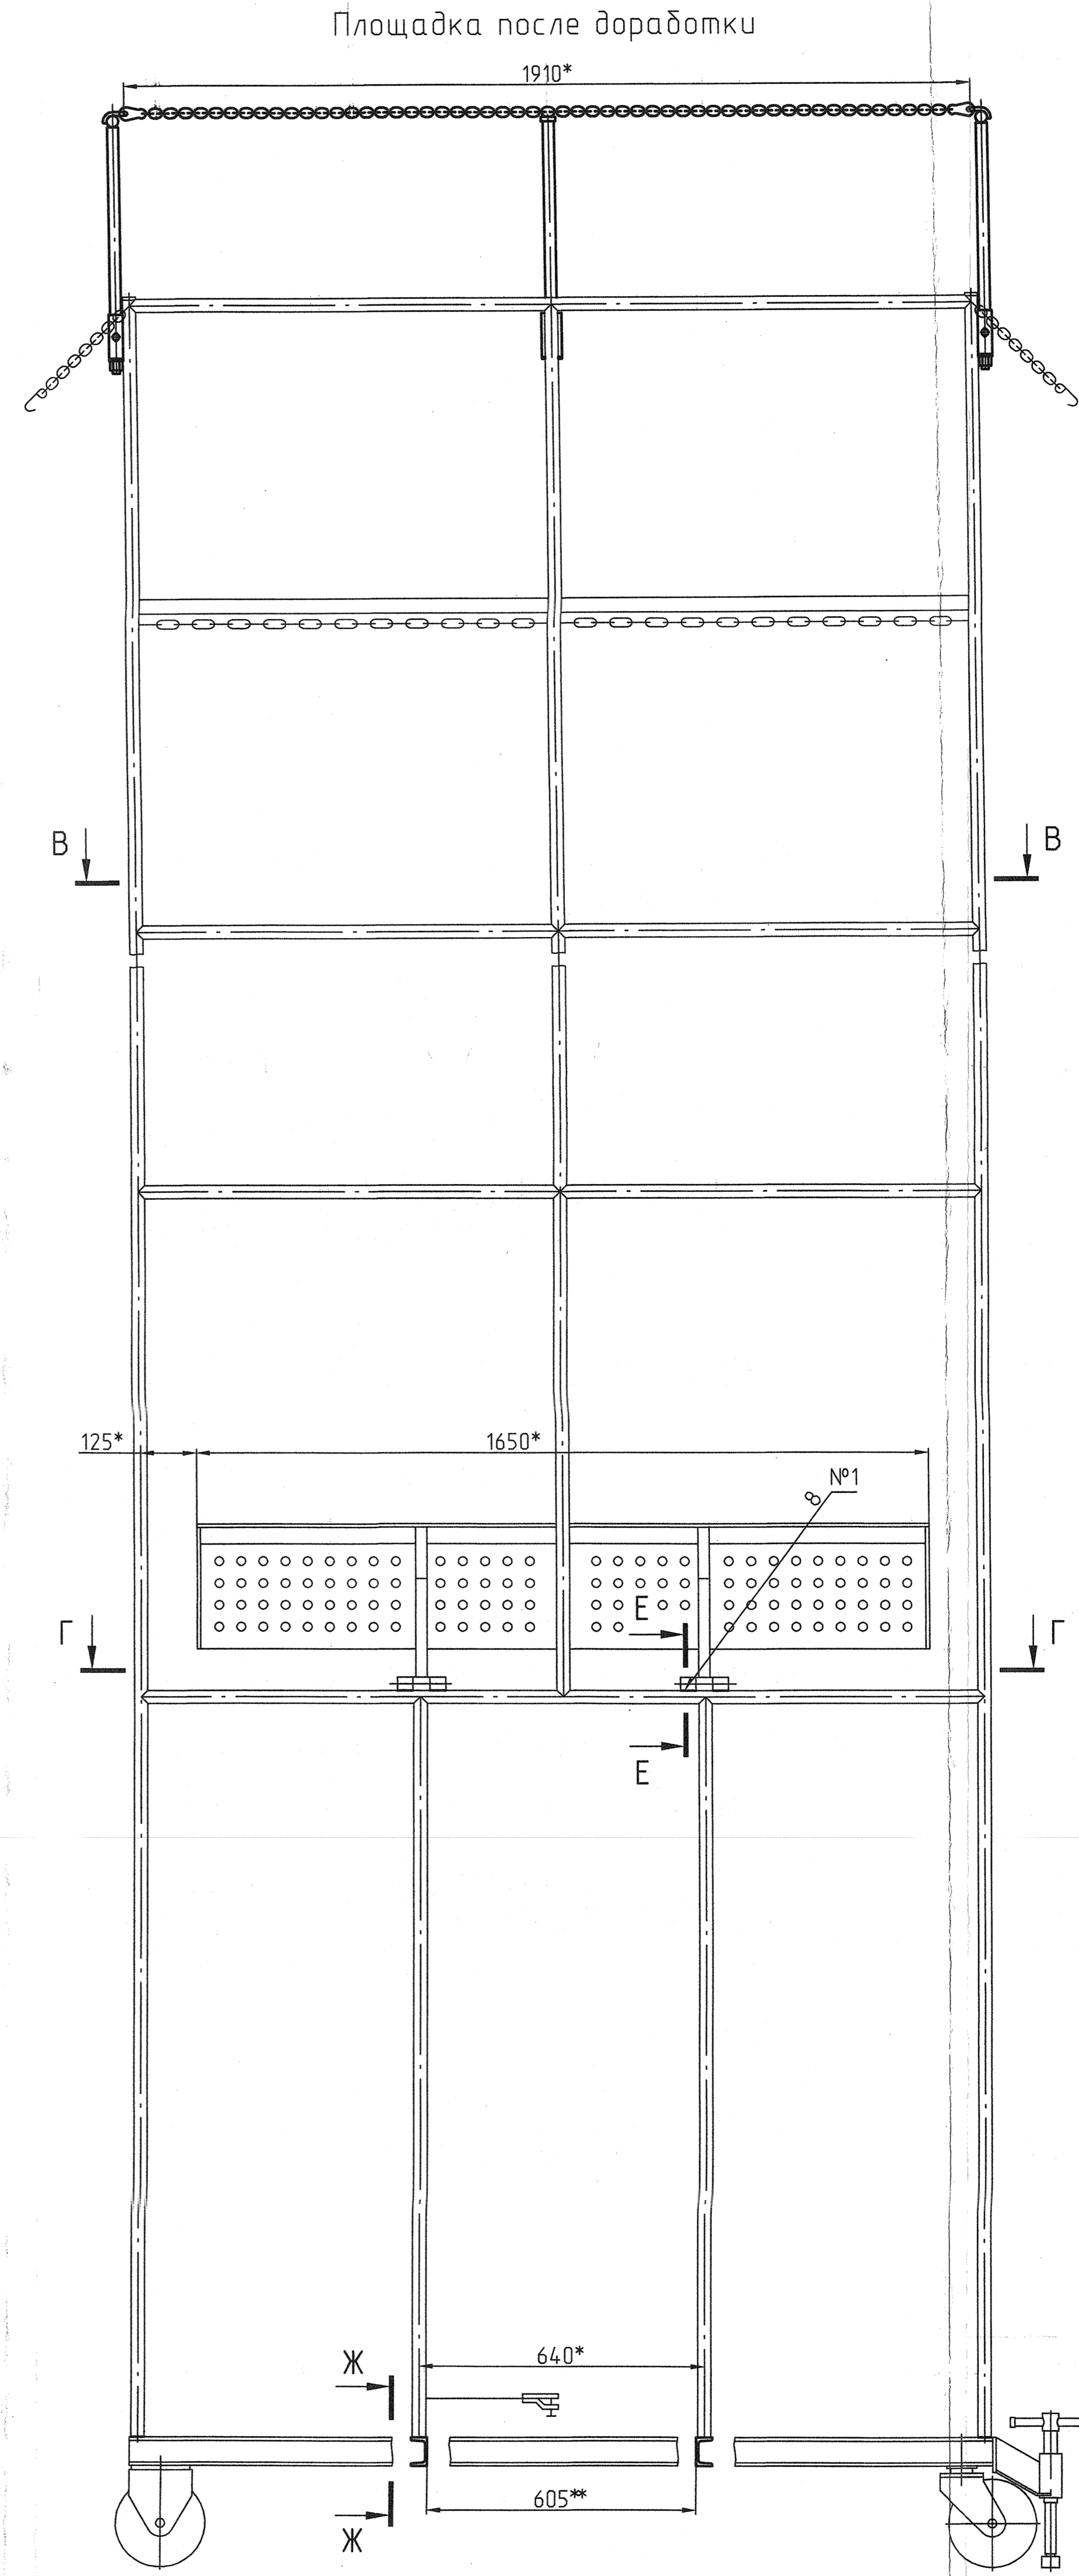 Площадка после доработки
1910*
В
В
125*
1650*
№1
8
Е
Г
Г
Е
640*
Ж
605**
Ж